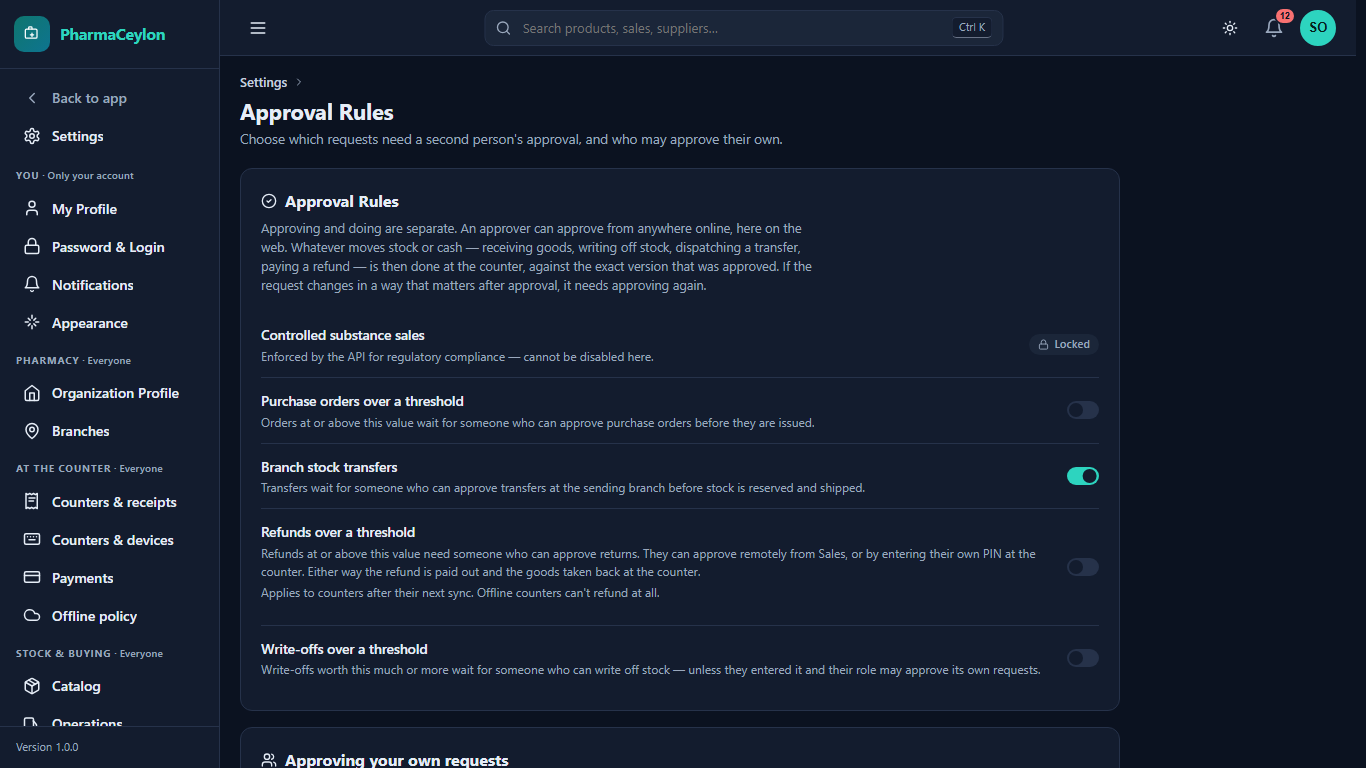 PharmaCeylon
Search products, sales, suppliers...
Ctrl K
12
SO
Back to app
Settings
YOU · Only your account
My Profile
Password & Login
Notifications
Appearance
PHARMACY · Everyone
Organization Profile
Branches
AT THE COUNTER · Everyone
Counters & receipts
Counters & devices
Payments
Offline policy
STOCK & BUYING · Everyone
Catalog
Operations
Version 1.0.0
Settings
Approval Rules
Choose which requests need a second person's approval, and who may approve their own.
Approval Rules
Approving and doing are separate. An approver can approve from anywhere online, here on the
web. Whatever moves stock or cash — receiving goods, writing off stock, dispatching a transfer,
paying a refund — is then done at the counter, against the exact version that was approved. If the
request changes in a way that matters after approval, it needs approving again.
Controlled substance sales
Enforced by the API for regulatory compliance — cannot be disabled here.
Locked
Purchase orders over a threshold
Orders at or above this value wait for someone who can approve purchase orders before they are issued.
Branch stock transfers
Transfers wait for someone who can approve transfers at the sending branch before stock is reserved and shipped.
Refunds over a threshold
Refunds at or above this value need someone who can approve returns. They can approve remotely from Sales, or by entering their own PIN at the
counter. Either way the refund is paid out and the goods taken back at the counter.
Applies to counters after their next sync. Offline counters can't refund at all.
Write-offs over a threshold
Write-offs worth this much or more wait for someone who can write off stock — unless they entered it and their role may approve its own requests.
Approving your own requests